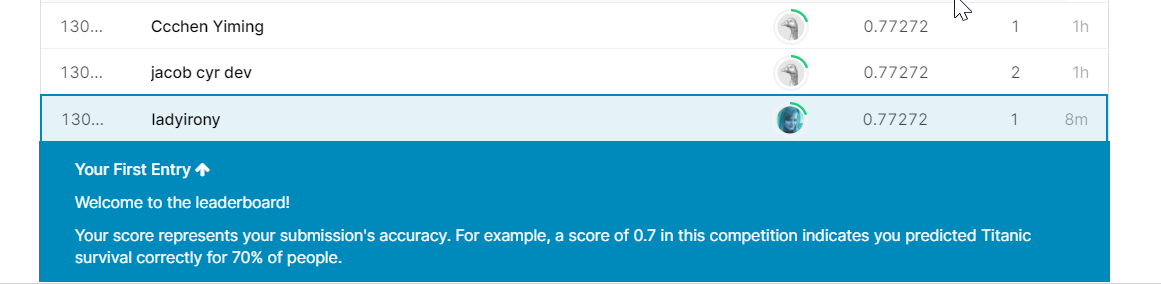 130... Ccchen Yiming 0.77272 1 1h
130... jacob cyr dev 0.77272 2 1h
130... ladyirony 0.77272 1 8m
Your First Entry
Welcome to the leaderboard!
Your score represents your submission's accuracy. For example, a score of 0.7 in this competition indicates you predicted Titanic
survival correctly for 70% of people.